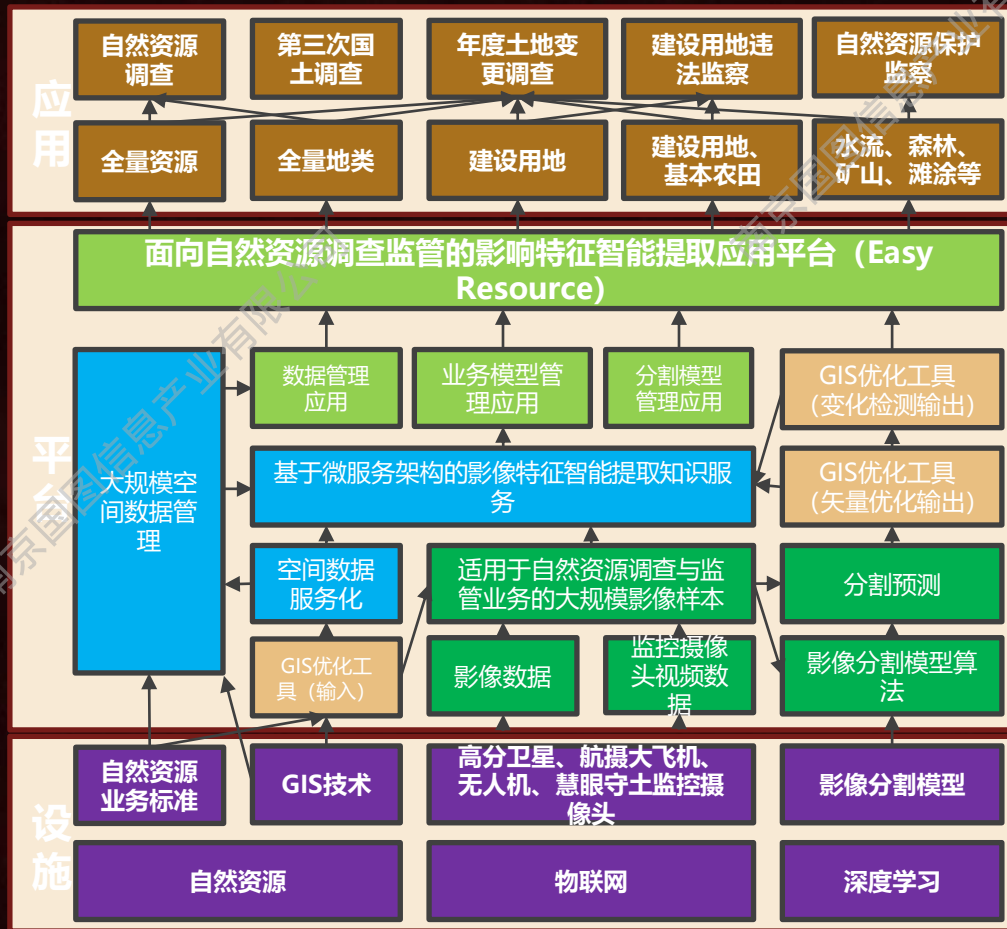 应用
自然资源
调查
第三次国
土调查
年度土地变
更调查
建设用地违
法监察
自然资源保护
监察
全量资源
全量地类
建设用地
建设用地、
基本农田
水流、森林、
矿山、滩涂等
平台
面向自然资源调查监管的影响特征智能提取应用平台（Easy
Resource）
大规模空
间数据管
理
数据管理
应用
业务模型管
理应用
分割模型
管理应用
GIS优化工具
（变化检测输出）
基于微服务架构的影像特征智能提取知识服
务
GIS优化工具
（矢量优化输出）
空间数据
服务化
适用于自然资源调查与监
管业务的大规模影像样本
分割预测
GIS优化工
具（输入）
影像数据
监控摄像
头视频数
据
影像分割模型算
法
设施
自然资源
业务标准
GIS技术
高分卫星、航摄大飞机、
无人机、慧眼守土监控摄
像头
影像分割模型
自然资源
物联网
深度学习
南京国图信息产业有限公司